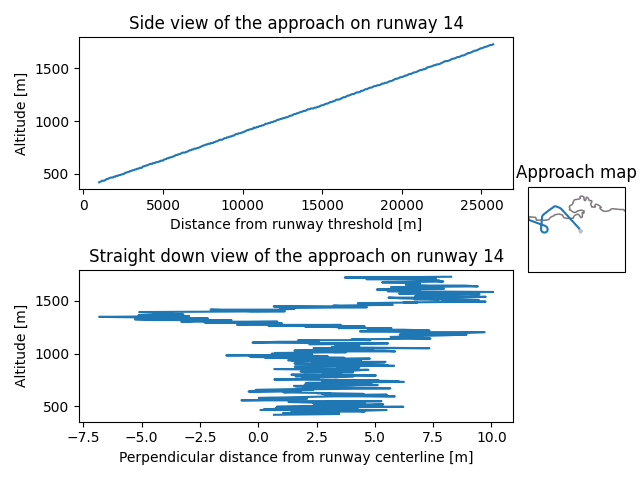 Side view of the approach on runway 14
Altitude [m]
1500
1000
500
0 5000 10000 15000 20000 25000
Distance from runway threshold [m]
Approach map
Straight down view of the approach on runway 14
Altitude [m]
1500
1000
500
−7.5 −5.0 −2.5 0.0 2.5 5.0 7.5 10.0
Perpendicular distance from runway centerline [m]